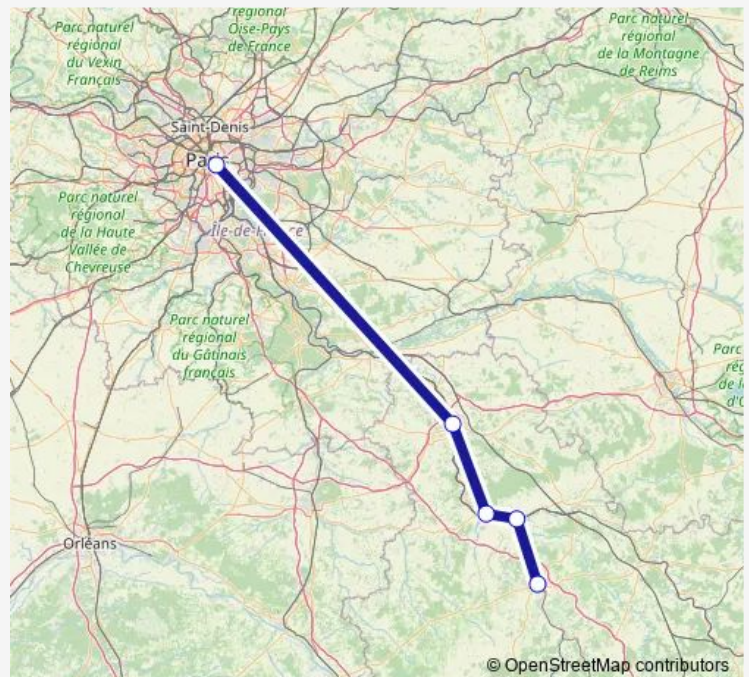 régional
Oise-Pays
de France
Parc naturel
régional
du Vexin
Français
Parc naturel
régional
de la Montagne
de Reims
Saint-Denis
Parc naturel
régional
de la Haute
Vallée de
Chevreuse
Parc naturel
régional
du Gâtinais
français
Parc
Orléans
© OpenStreetMap contributors